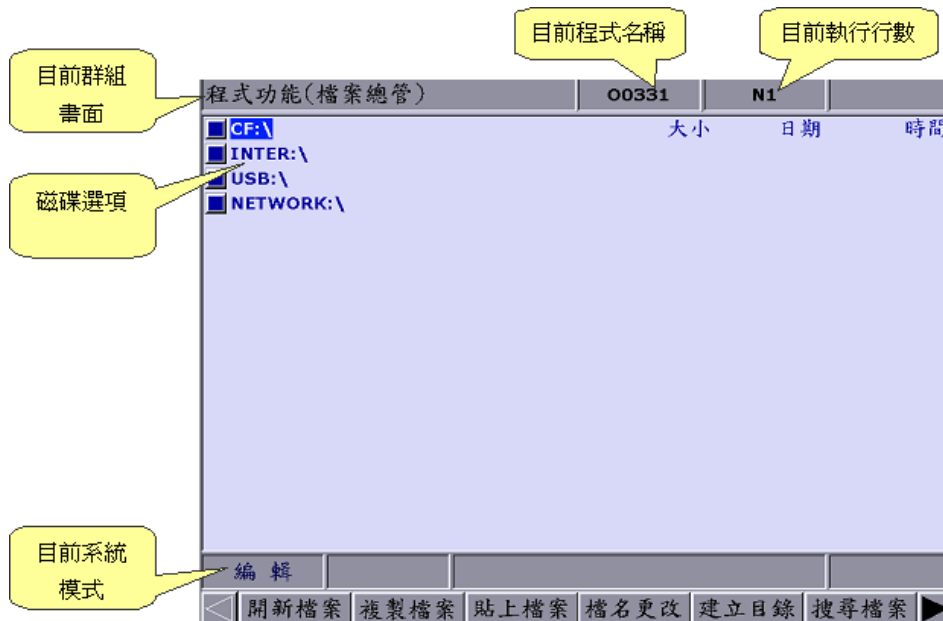 目前程式名稱
目前執行行數
目前群組
書面
程式功能(檔案總管) O0331 N1
CF:\ 大小 日期 時間
INTER:\
USB:\
NETWORK:\
磁碟選項
目前系統
模式
編輯
開新檔案 複製檔案 貼上檔案 檔名更改 建立目錄 搜尋檔案